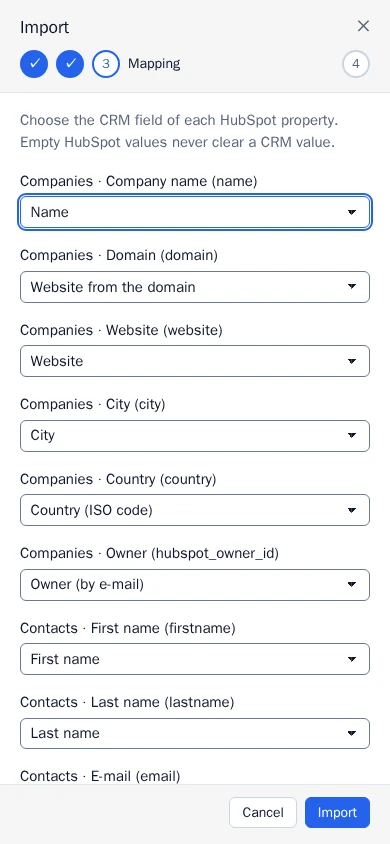 Import
3 Mapping 4
Choose the CRM field of each HubSpot property.
Empty HubSpot values never clear a CRM value.
Companies · Company name (name)
Name
Companies · Domain (domain)
Website from the domain
Companies · Website (website)
Website
Companies · City (city)
City
Companies · Country (country)
Country (ISO code)
Companies · Owner (hubspot_owner_id)
Owner (by e-mail)
Contacts · First name (firstname)
First name
Contacts · Last name (lastname)
Last name
Contacts · E-mail (email)
Cancel Import